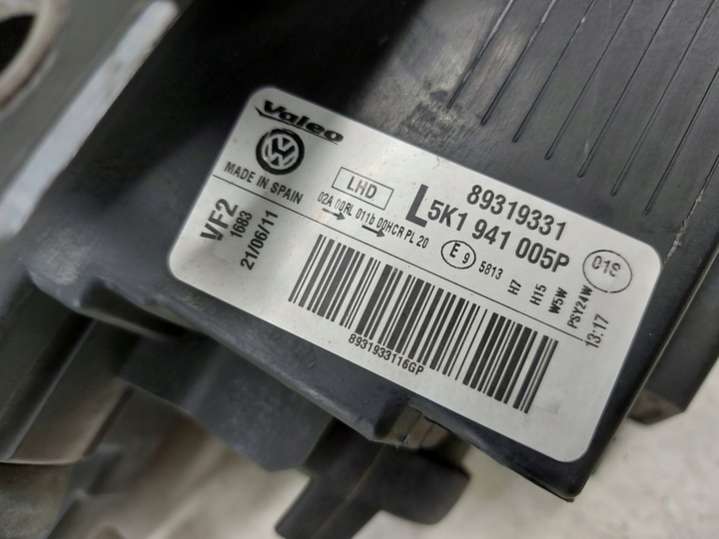 Valeo
MADE IN SPAIN
LHD
89319331
L 5K1 941 005P
01S
VF2
1683
21/06/11
02A 00RL 011b 00HCR PL 20
E 9 5813
H7
H15
W5W
PSY24W
13:17
8931933116GP